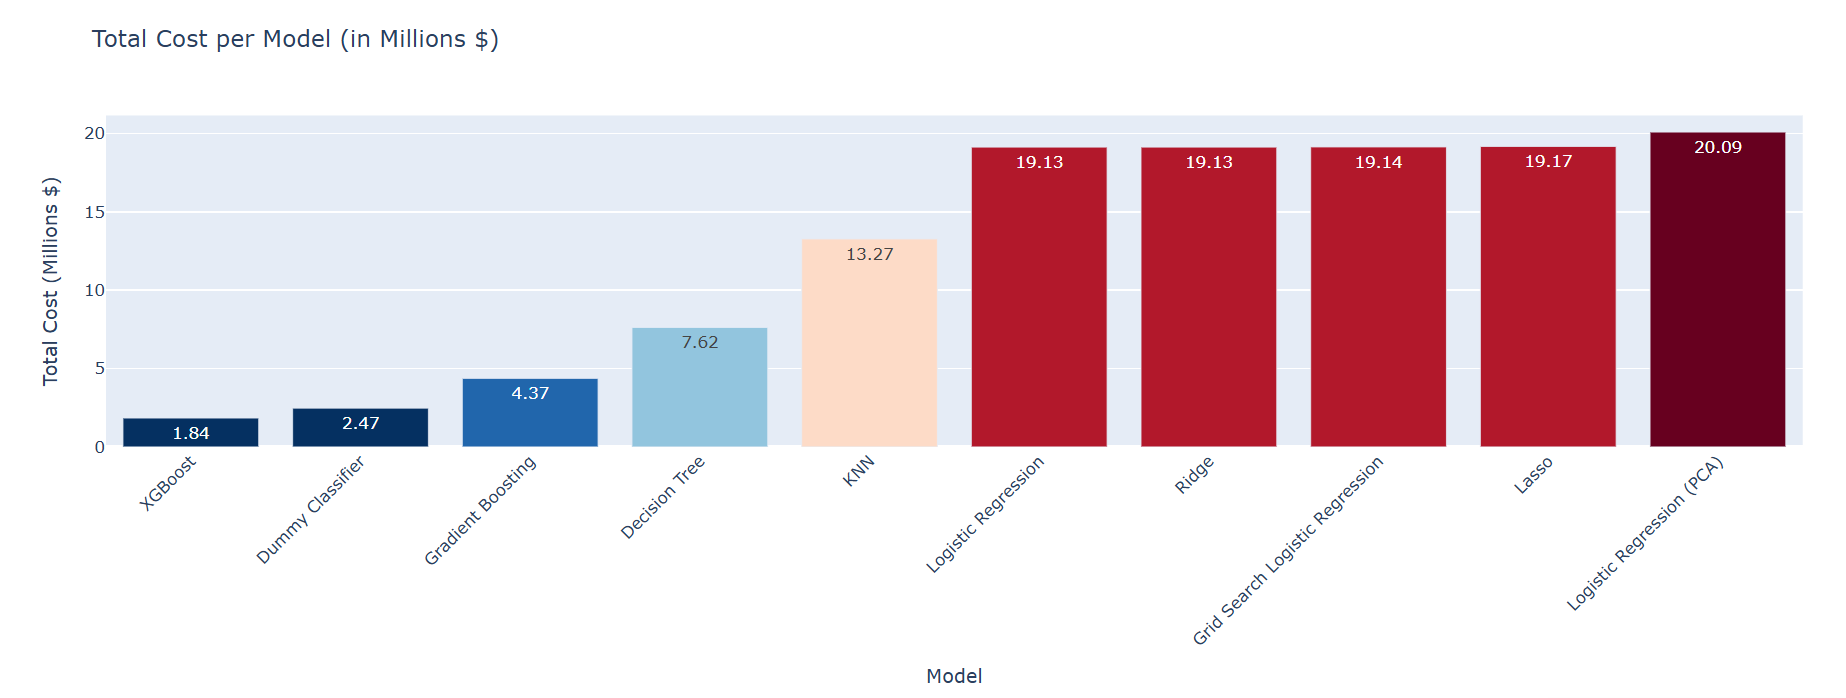 Total Cost per Model (in Millions $)
Total Cost (Millions $)
20
15
10
5
0
1.84
2.47
4.37
7.62
13.27
19.13
19.13
19.14
19.17
20.09
XGBoost
Dummy Classifier
Gradient Boosting
Decision Tree
KNN
Logistic Regression
Ridge
Grid Search Logistic Regression
Lasso
Logistic Regression (PCA)
Model